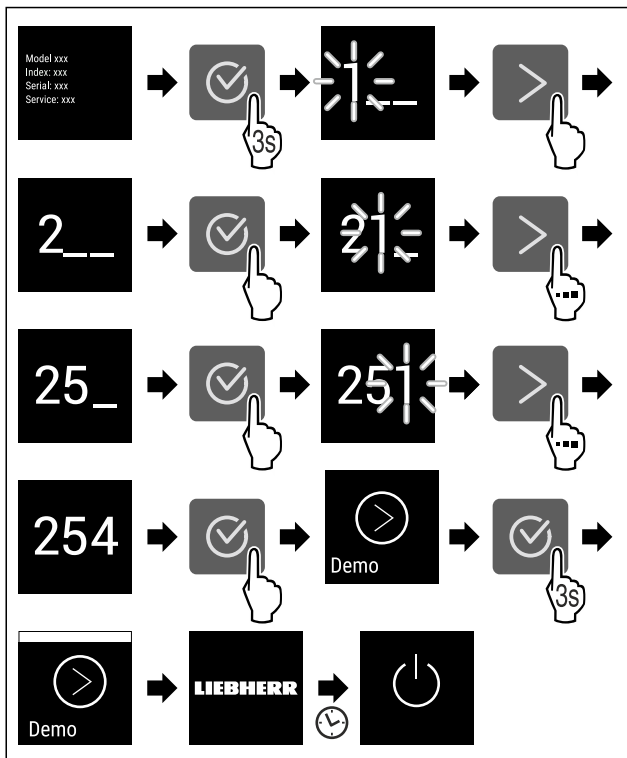 Model xxx
Index: xxx
Serial: xxx
Service: xxx
3s
1__
2__
21_
25_
251
254
Demo
3s
Demo
LIEBHERR